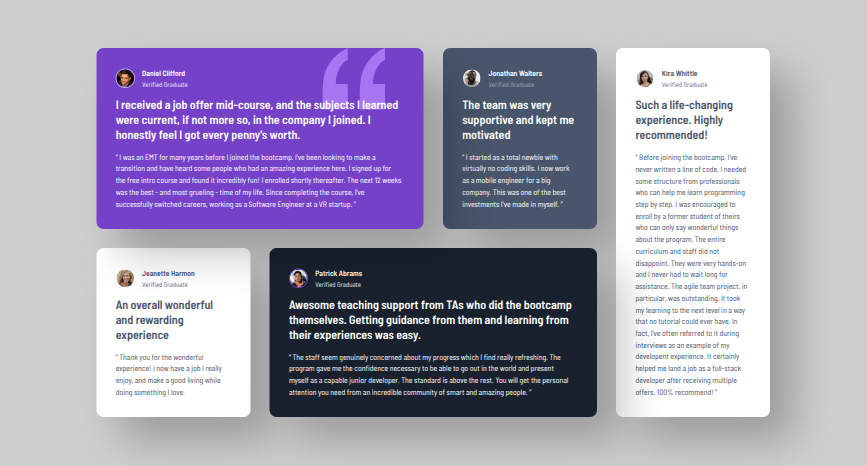 Daniel Clifford
Verified Graduate
I received a job offer mid-course, and the subjects I learned
were current, if not more so, in the company I joined. I
honestly feel I got every penny's worth.
" I was an EMT for many years before I joined the bootcamp. I've been looking to make a
transition and have heard some people who had an amazing experience here. I signed up for
the free intro course and found it incredibly fun! I enrolled shortly thereafter. The next 12 weeks
was the best - and most grueling - time of my life. Since completing the course, I've
successfully switched careers, working as a Software Engineer at a VR startup. "
Jonathan Walters
Verified Graduate
The team was very
supportive and kept me
motivated
" I started as a total newbie with
virtually no coding skills. I now work
as a mobile engineer for a big
company. This was one of the best
investments I've made in myself. "
Kira Whittle
Verified Graduate
Such a life-changing
experience. Highly
recommended!
" Before joining the bootcamp, I've
never written a line of code. I needed
some structure from professionals
who can help me learn programming
step by step. I was encouraged to
enroll by a former student of theirs
who can only say wonderful things
about the program. The entire
curriculum and staff did not
disappoint. They were very hands-on
and I never had to wait long for
assistance. The agile team project, in
particular, was outstanding. It took
my learning to the next level in a way
that no tutorial could ever have. In
fact, I've often referred to it during
interviews as an example of my
developent experience. It certainly
helped me land a job as a full-stack
developer after receiving multiple
offers. 100% recommend! "
Jeanette Harmon
Verified Graduate
An overall wonderful
and rewarding
experience
" Thank you for the wonderful
experience! I now have a job I really
enjoy, and make a good living while
doing something I love.
Patrick Abrams
Verified Graduate
Awesome teaching support from TAs who did the bootcamp
themselves. Getting guidance from them and learning from
their experiences was easy.
" The staff seem genuinely concerned about my progress which I find really refreshing. The
program gave me the confidence necessary to be able to go out in the world and present
myself as a capable junior developer. The standard is above the rest. You will get the personal
attention you need from an incredible community of smart and amazing people. "